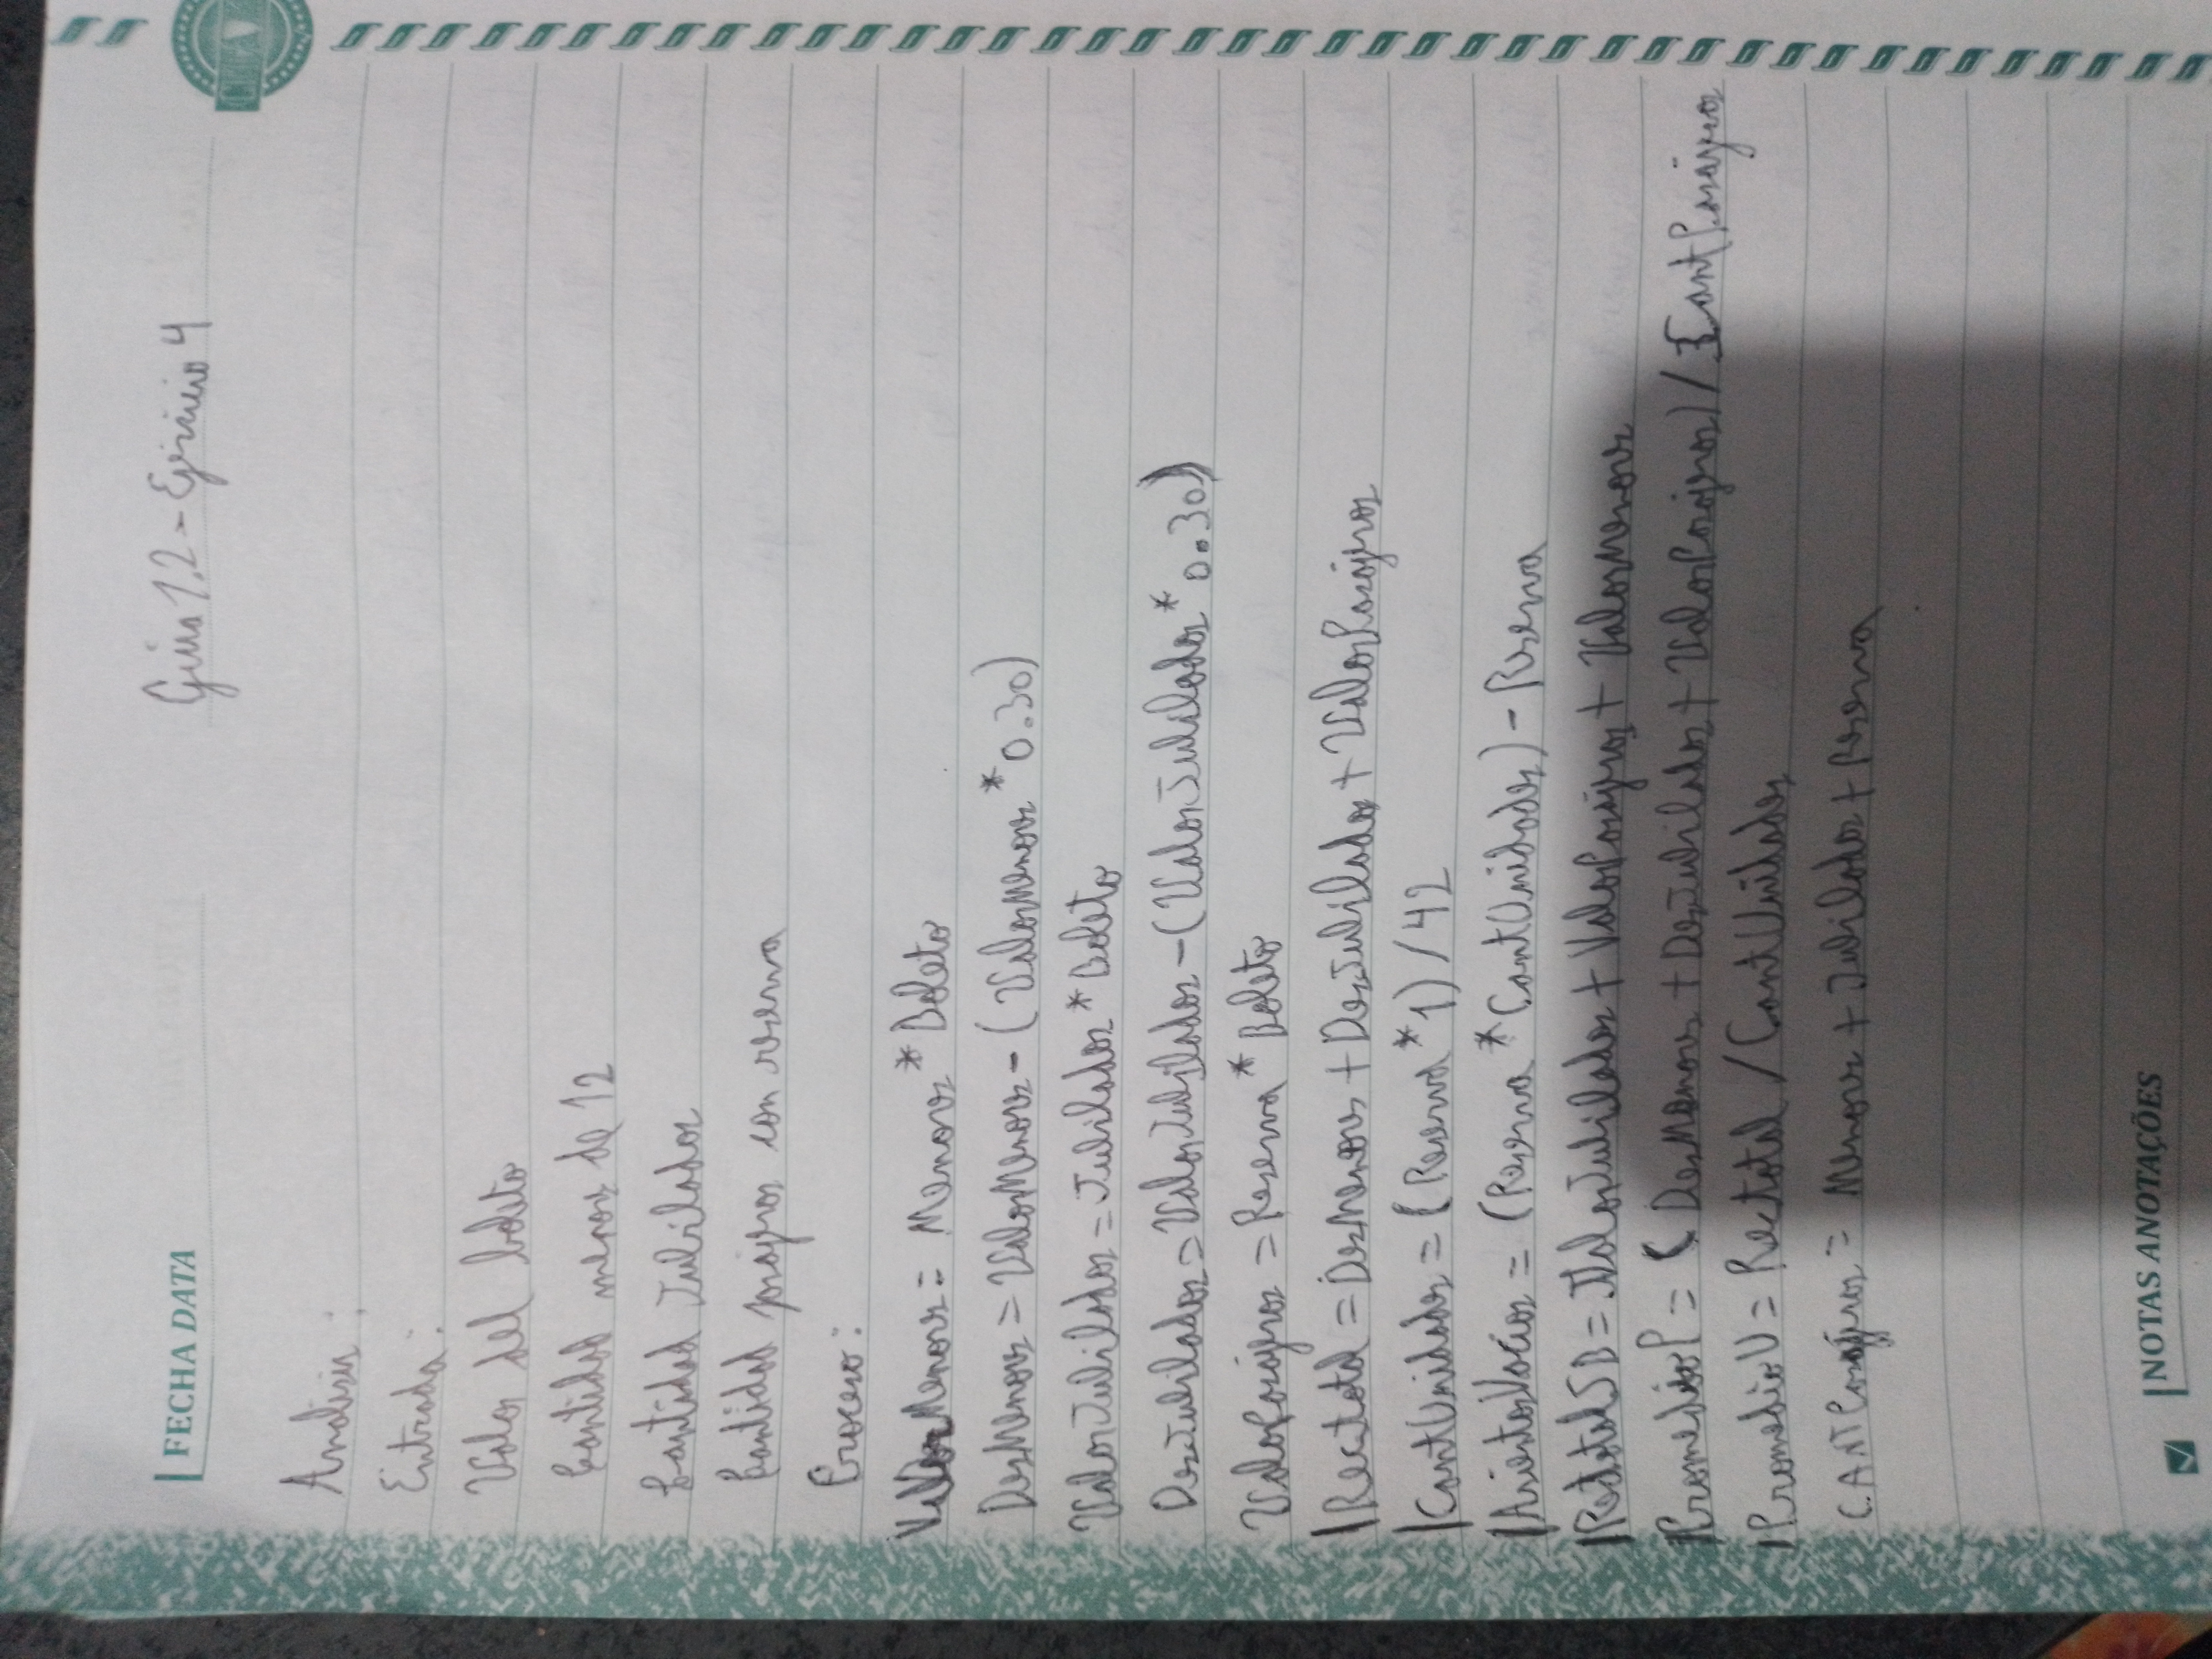 FECHA DATA
Guia 1.2 - Ejercicio 4
Analisis :
Entrada :
Valor del boleto
Cantidad menores de 12
Cantidad Jubilados
Cantidad pasajeros con reserva
Proceso :
ValorMenores = Menores * Boleto
DesMenores = ValorMenores - ( ValorMenores * 0.30)
ValorJubilados = Jubilados * Boleto
DesJubilados = ValorJubilados - ( ValorJubilados * 0.30)
ValorPasajeros = Reserva * Boleto
Rectotal = DesMenores + DesJubilados + ValorPasajeros
CantUnidades = (Reserva * 1) / 42
AsientosVacios = (Reserva * CantUnidades) - Reserva
RectotalSB = ValorJubilados + ValorPasajeros + ValorMenores
PromedioP = ( DesMenores + DesJubilados + ValorPasajeros) / CantPasajeros
PromedioU = Rectotal / CantUnidades
CANTPasajeros = Menores + Jubilados + Reserva
NOTAS ANOTAÇÕES